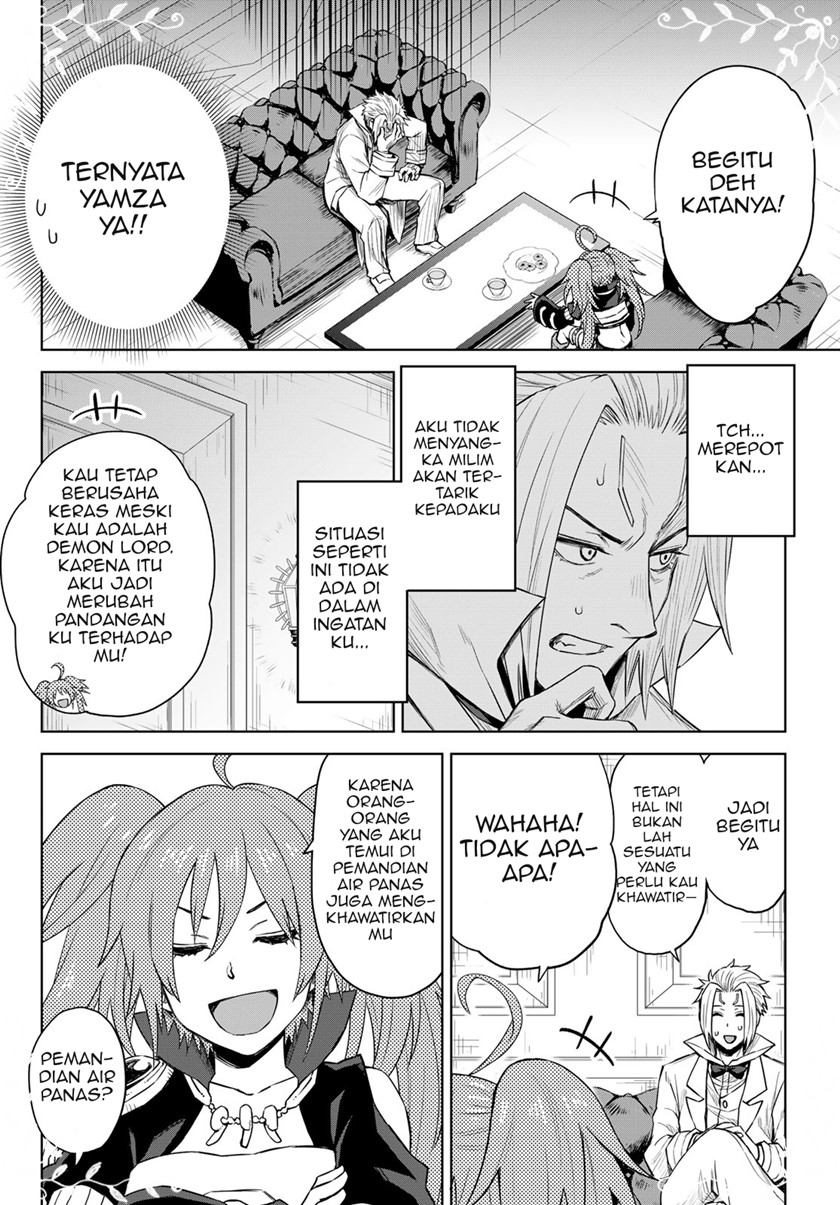 BEGITU
DEH
KATANYA!
TERNYATA
YAMZA
YA!!
TCH...
MEREPOT
KAN...
AKU TIDAK
MENYANG-
KA MILIM
AKAN TER-
TARIK
KEPADAKU
SITUASI
SEPERTI
INI TIDAK
ADA DI
DALAM
INGATAN
KU...
KAU TETAP
BERUSAHA
KERAS MESKI
KAU ADALAH
DEMON LORD,
KARENA ITU
AKU JADI
MERUBAH
PANDANGAN
KU TERHADAP
MU!
JADI
BEGITU
YA
TETAPI
HAL INI
BUKAN
LAH
SESUATU
YANG
PERLU KAU
KHAWATIR-
WAHAHA!
TIDAK APA-
APA!
KARENA
ORANG-
ORANG
YANG AKU
TEMUI DI
PEMANDIAN
AIR PANAS
JUGA MENG-
KHAWATIRKAN
MU
PEMAN-
DIAN AIR
PANAS?